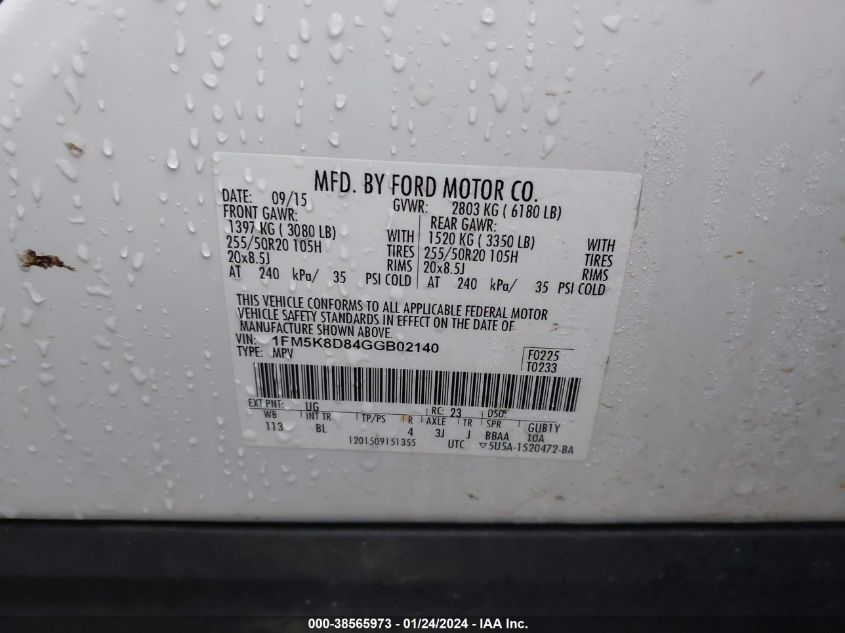 MFD. BY FORD MOTOR CO.
DATE: 09/15 GVWR: 2803 KG ( 6180 LB)
FRONT GAWR: REAR GAWR:
1397 KG ( 3080 LB) WITH 1520 KG ( 3350 LB) WITH
255/50R20 105H TIRES 255/50R20 105H TIRES
20x8.5J RIMS 20x8.5J RIMS
AT 240 kPa/ 35 PSI COLD AT 240 kPa/ 35 PSI COLD
THIS VEHICLE CONFORMS TO ALL APPLICABLE FEDERAL MOTOR
VEHICLE SAFETY STANDARDS IN EFFECT ON THE DATE OF
MANUFACTURE SHOWN ABOVE.
VIN: 1FM5K8D84GGB02140 F0225
TYPE: MPV T0233
EXT PNT: UG RC: 23 DSO:
WB INT TR TP/PS R AXLE TR SPR GUBTY
113 BL 4 3J J BBAA IOA
1201509151355 UTC ▽5U5A-1520472-BA
000-38565973 - 01/24/2024 - IAA Inc.